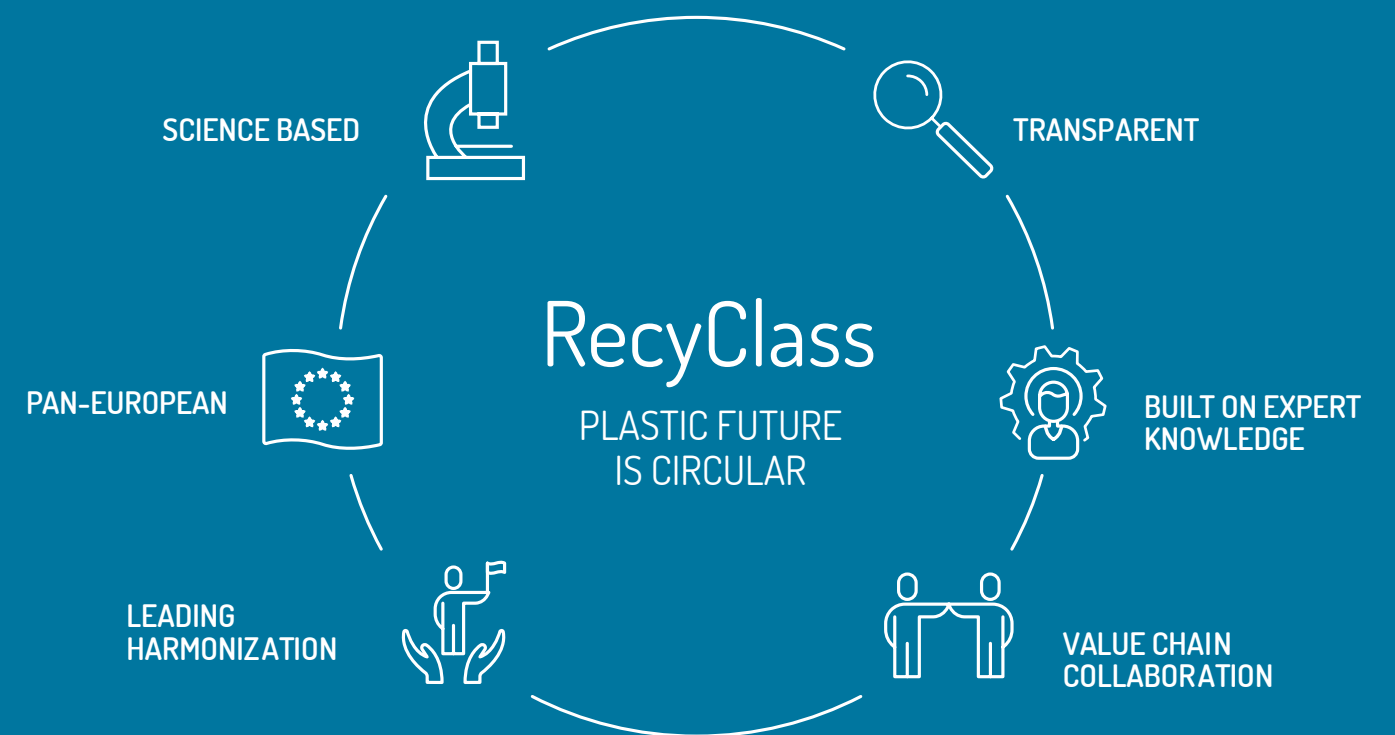 SCIENCE BASED
TRANSPARENT
RecyClass
PLASTIC FUTURE
IS CIRCULAR
PAN-EUROPEAN
BUILT ON EXPERT
KNOWLEDGE
LEADING
HARMONIZATION
VALUE CHAIN
COLLABORATION